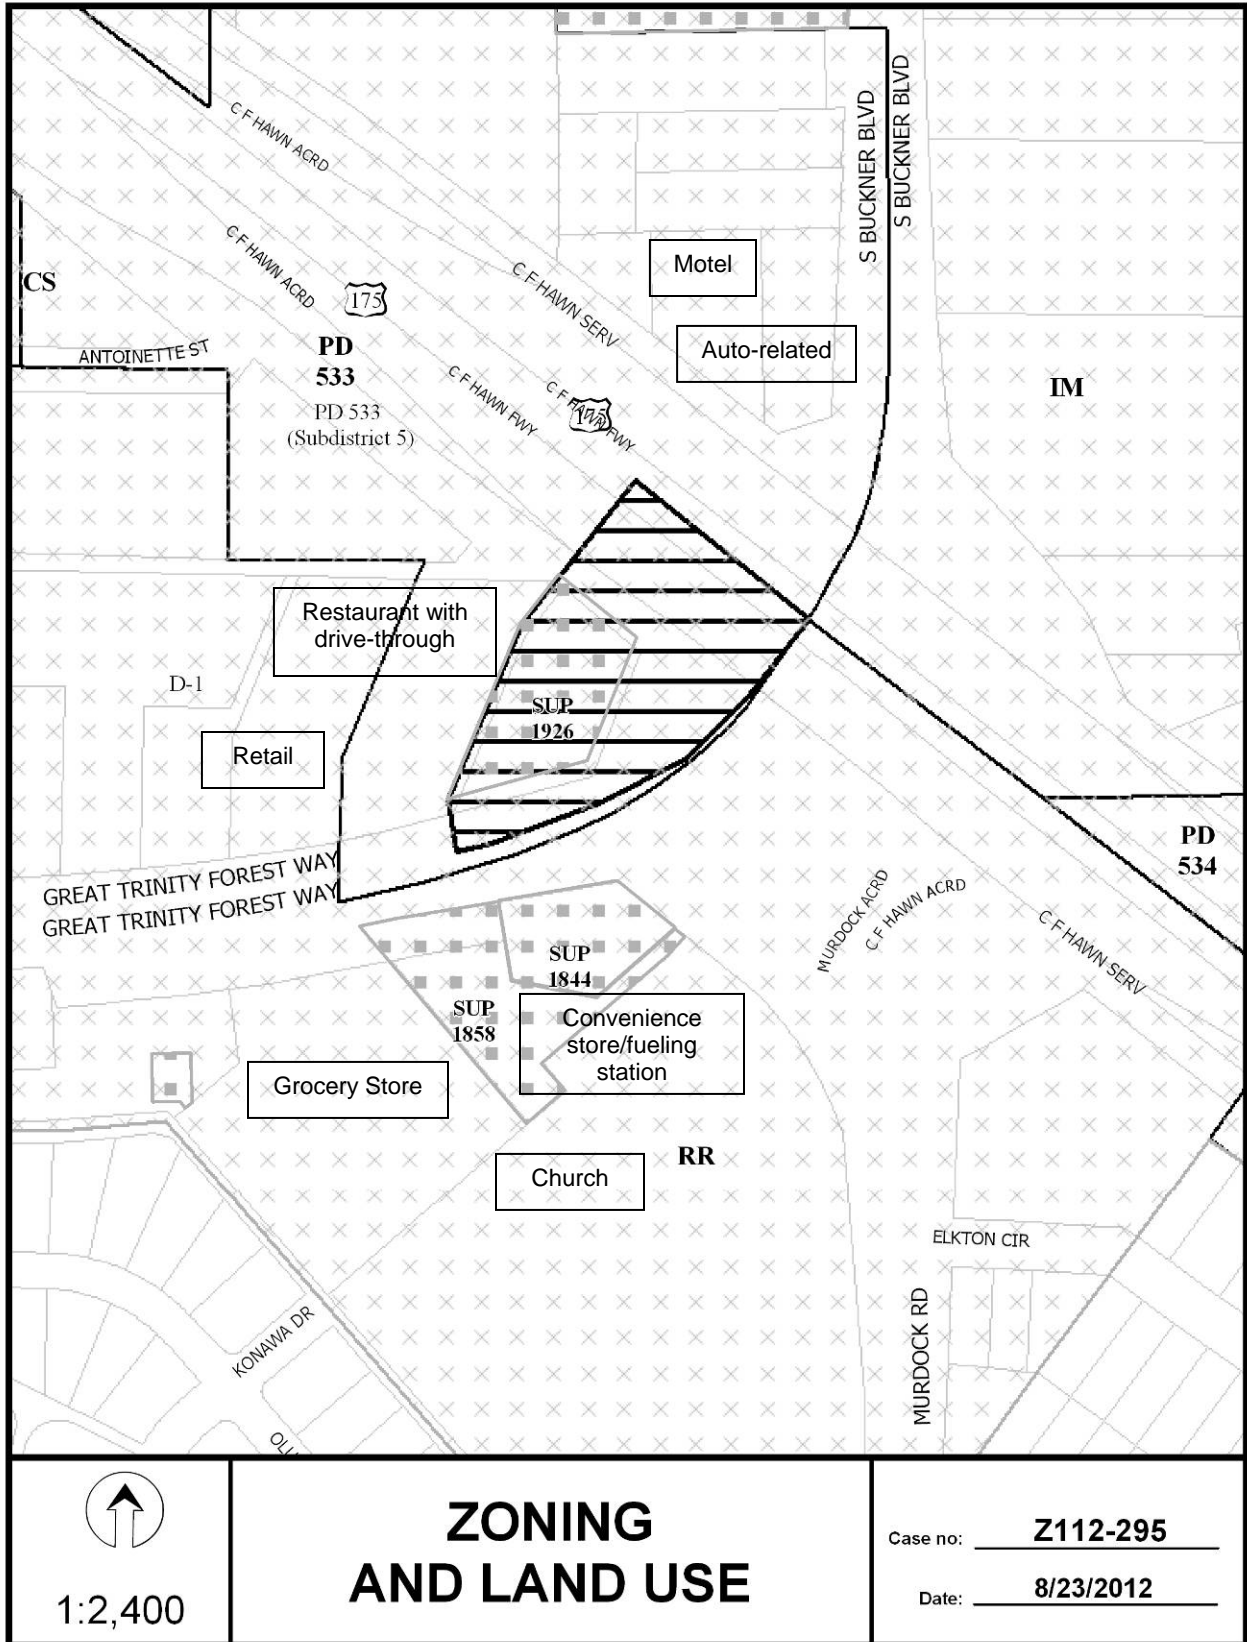 C F HAWN ACRD
S BUCKNER BLVD
S BUCKNER BLVD
C F HAWN ACRD
C F HAWN SERV
Motel
CS
175
ANTOINETTE ST
PD
533
PD 533
(Subdistrict 5)
Auto-related
IM
C F HAWN FWY
C F HAWN FWY
175
Restaurant with
drive-through
D-1
SUP
1926
Retail
PD
534
GREAT TRINITY FOREST WAY
GREAT TRINITY FOREST WAY
MURDOCK ACRD
C F HAWN ACRD
C F HAWN SERV
SUP
1844
SUP
1858
Convenience
store/fueling
station
Grocery Store
RR
Church
ELKTON CIR
KONAWA DR
MURDOCK RD
1:2,400
ZONING
AND LAND USE
Case no: Z112-295
Date: 8/23/2012